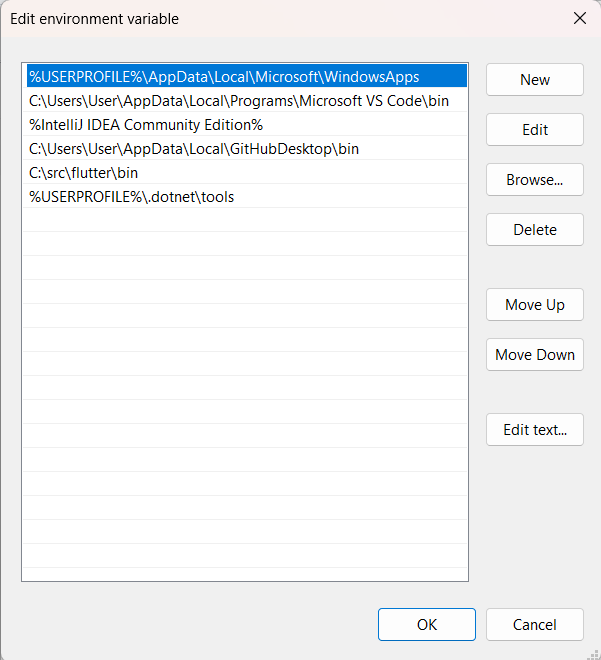 Edit environment variable
%USERPROFILE%\AppData\Local\Microsoft\WindowsApps
C:\Users\User\AppData\Local\Programs\Microsoft VS Code\bin
%IntelliJ IDEA Community Edition%
C:\Users\User\AppData\Local\GitHubDesktop\bin
C:\src\flutter\bin
%USERPROFILE%\.dotnet\tools
New
Edit
Browse...
Delete
Move Up
Move Down
Edit text...
OK
Cancel